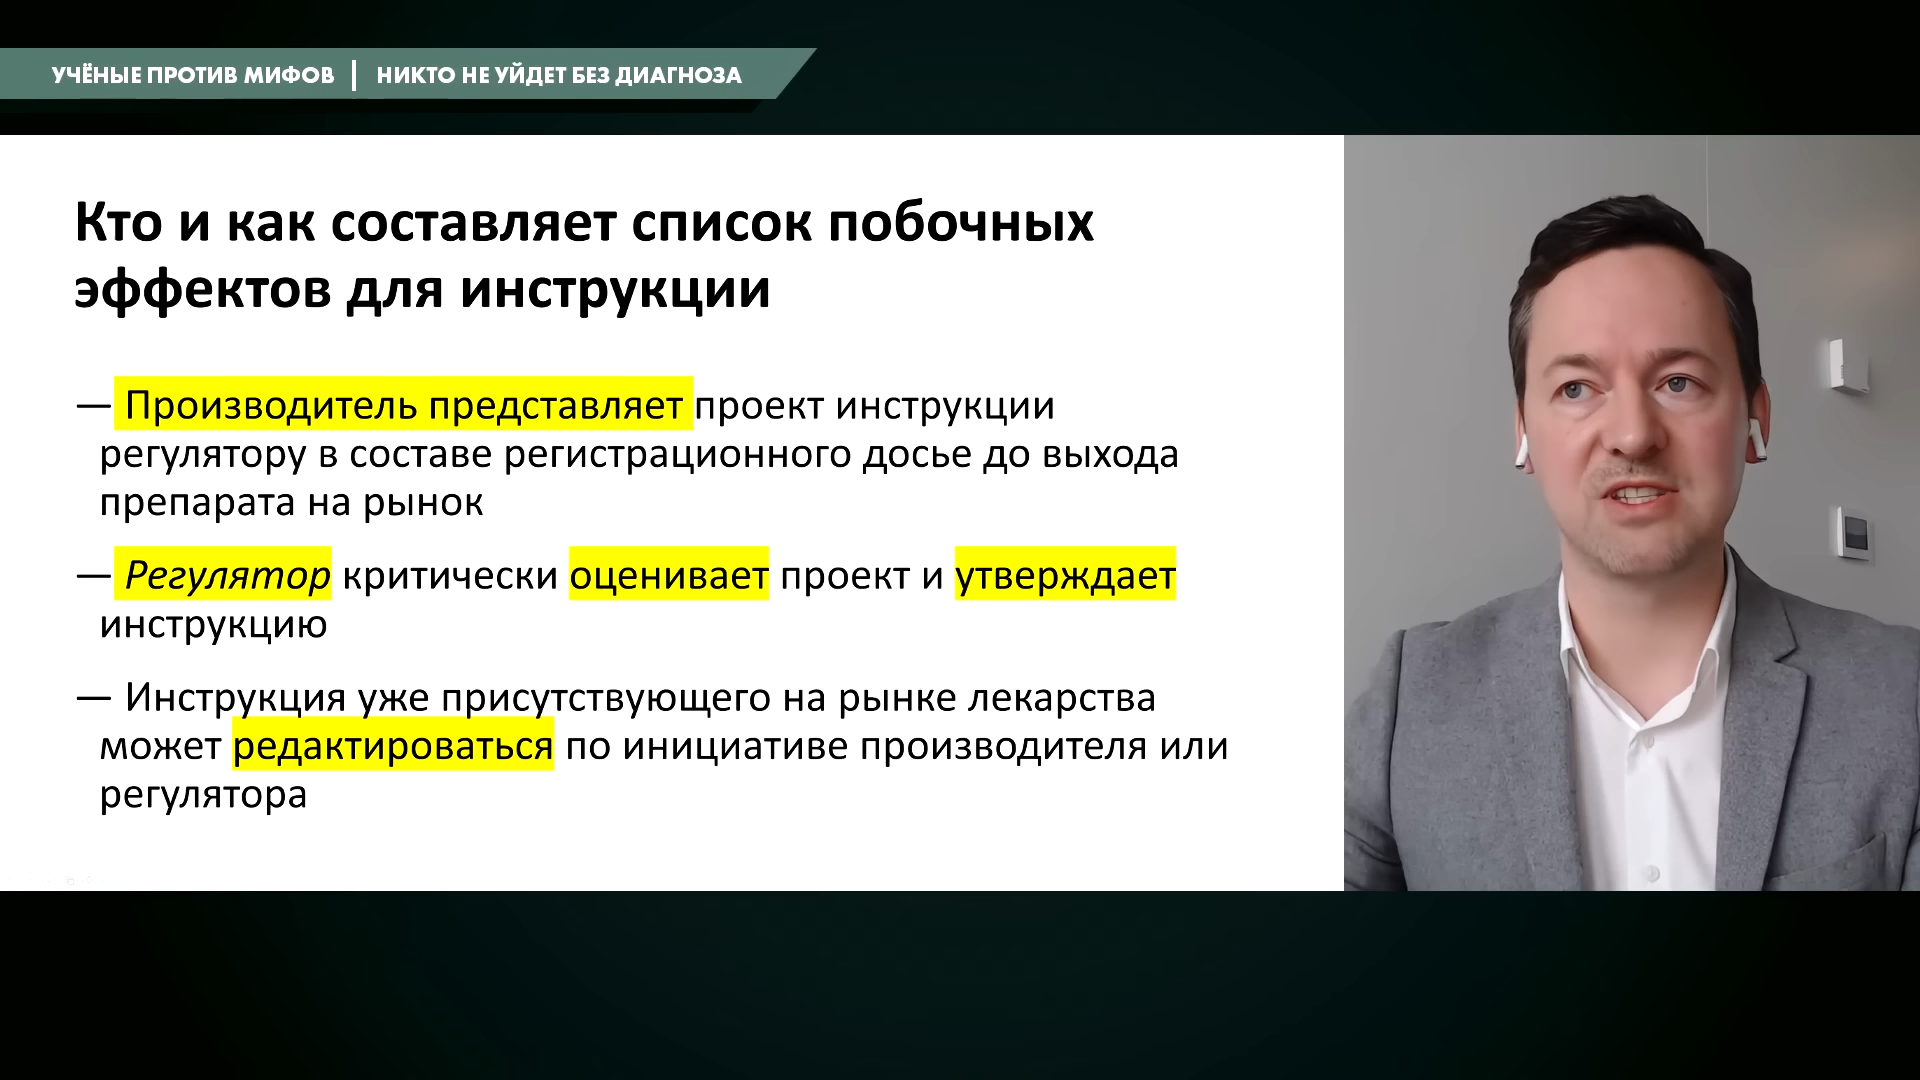 УЧЁНЫЕ ПРОТИВ МИФОВ | НИКТО НЕ УЙДЕТ БЕЗ ДИАГНОЗА
Кто и как составляет список побочных
эффектов для инструкции
— Производитель представляет проект инструкции
регулятору в составе регистрационного досье до выхода
препарата на рынок
— Регулятор критически оценивает проект и утверждает
инструкцию
— Инструкция уже присутствующего на рынке лекарства
может редактироваться по инициативе производителя или
регулятора